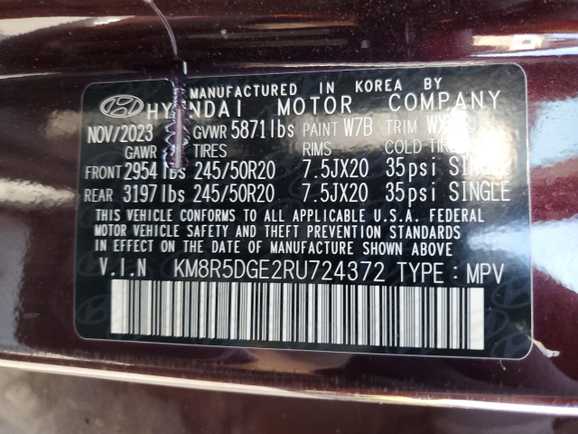 MANUFACTURED IN KOREA BY
HYUNDAI MOTOR COMPANY
NOV/2023 GVWR 5871lbs PAINT W7B TRIM
GAWR TIRES RIMS COLD
FRONT 2954 lbs 245/50R20 7.5JX20 35psi SINGLE
REAR 3197lbs 245/50R20 7.5JX20 35psi SINGLE
THIS VEHICLE CONFORMS TO ALL APPLICABLE U.S.A. FEDERAL
MOTOR VEHICLE SAFETY AND THEFT PREVENTION STANDARDS
IN EFFECT ON THE DATE OF MANUFACTURE SHOWN ABOVE.
V.I.N KM8R5DGE2RU724372 TYPE : MPV